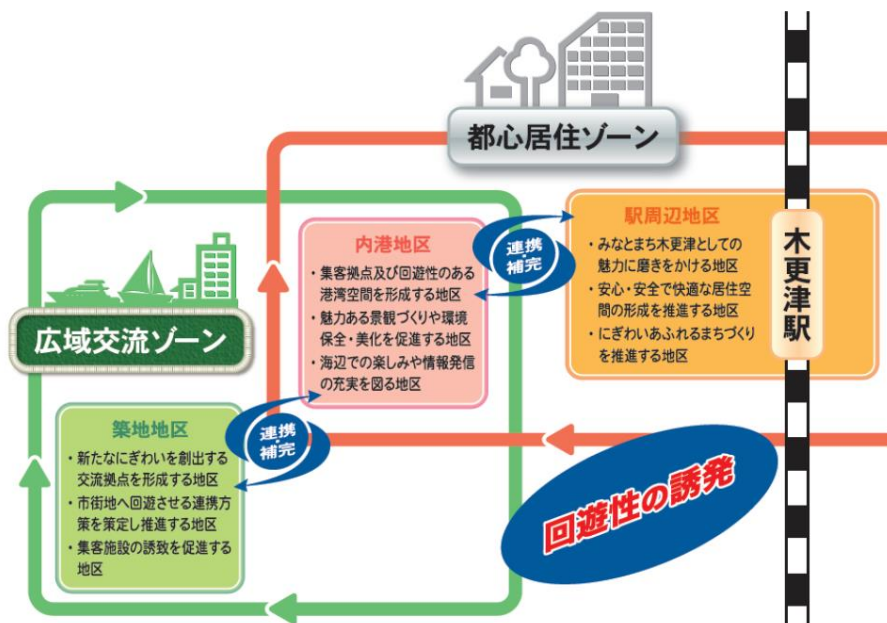 都心居住ゾーン
広域交流ゾーン
木更津駅
駅周辺地区
・みなとまち木更津としての
魅力に磨きをかける地区
・安心・安全で快適な居住空
間の形成を推進する地区
・にぎわいあふれるまちづくり
を推進する地区
連携・
補完
内港地区
・集客拠点及び回遊性のある
港湾空間を形成する地区
・魅力ある景観づくりや環境
保全・美化を促進する地区
・海辺での楽しみや情報発信
の充実を図る地区
連携・
補完
築地地区
・新たなにぎわいを創出する
交流拠点を形成する地区
・市街地へ回遊させる連携方
策を策定し推進する地区
・集客施設の誘致を促進する
地区
回遊性の誘発